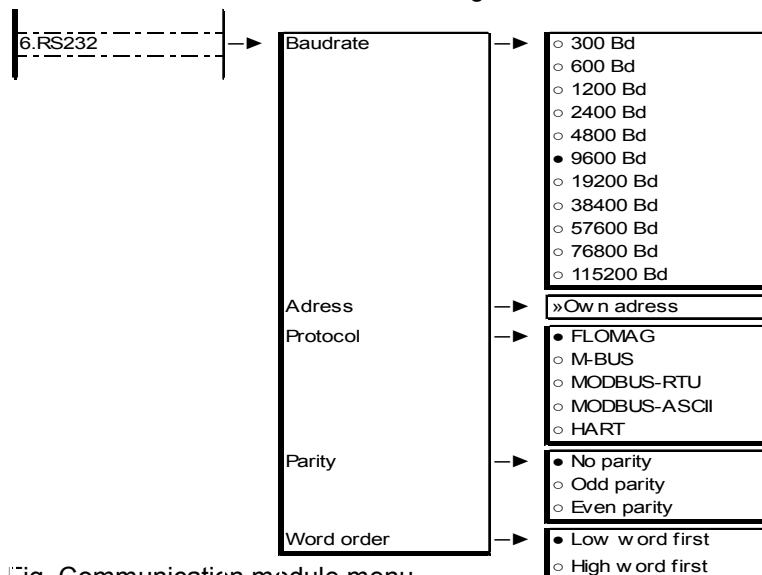 6.RS232
Baudrate
○ 300 Bd
○ 600 Bd
○ 1200 Bd
○ 2400 Bd
○ 4800 Bd
● 9600 Bd
○ 19200 Bd
○ 38400 Bd
○ 57600 Bd
○ 76800 Bd
○ 115200 Bd
Adress
»Own adress
Protocol
● FLOMAG
○ M-BUS
○ MODBUS-RTU
○ MODBUS-ASCII
○ HART
Parity
● No parity
○ Odd parity
○ Even parity
Word order
● Low word first
○ High word first
Fig. Communication module menu